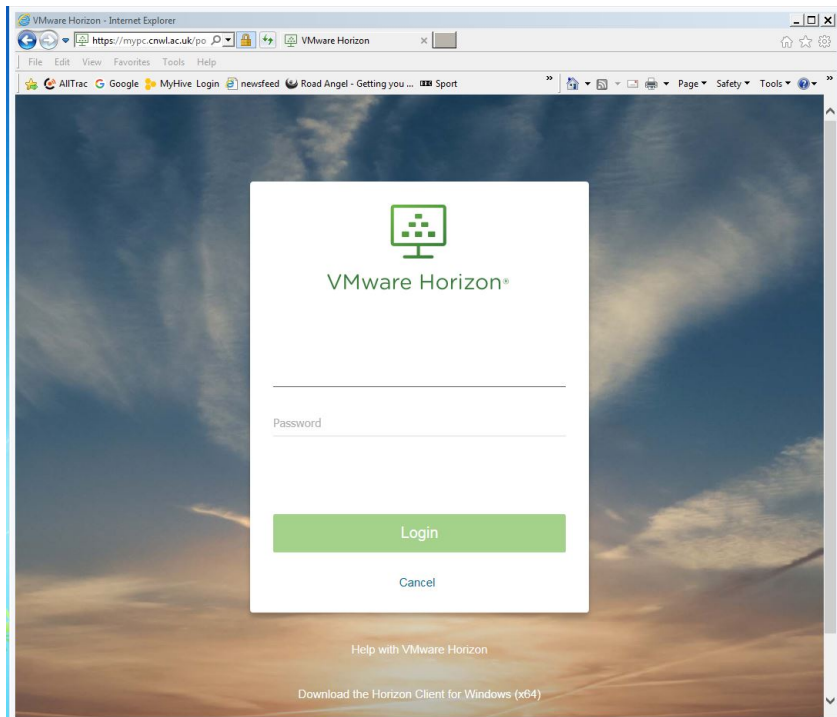 VMware Horizon - Internet Explorer
https://mypc.cnwl.ac.uk/po
VMware Horizon
File Edit View Favorites Tools Help
AllTrac Google MyHive Login newsfeed Road Angel - Getting you ... Sport » Page Safety Tools »
VMware Horizon®
Password
Login
Cancel
Help with VMware Horizon
Download the Horizon Client for Windows (x64)